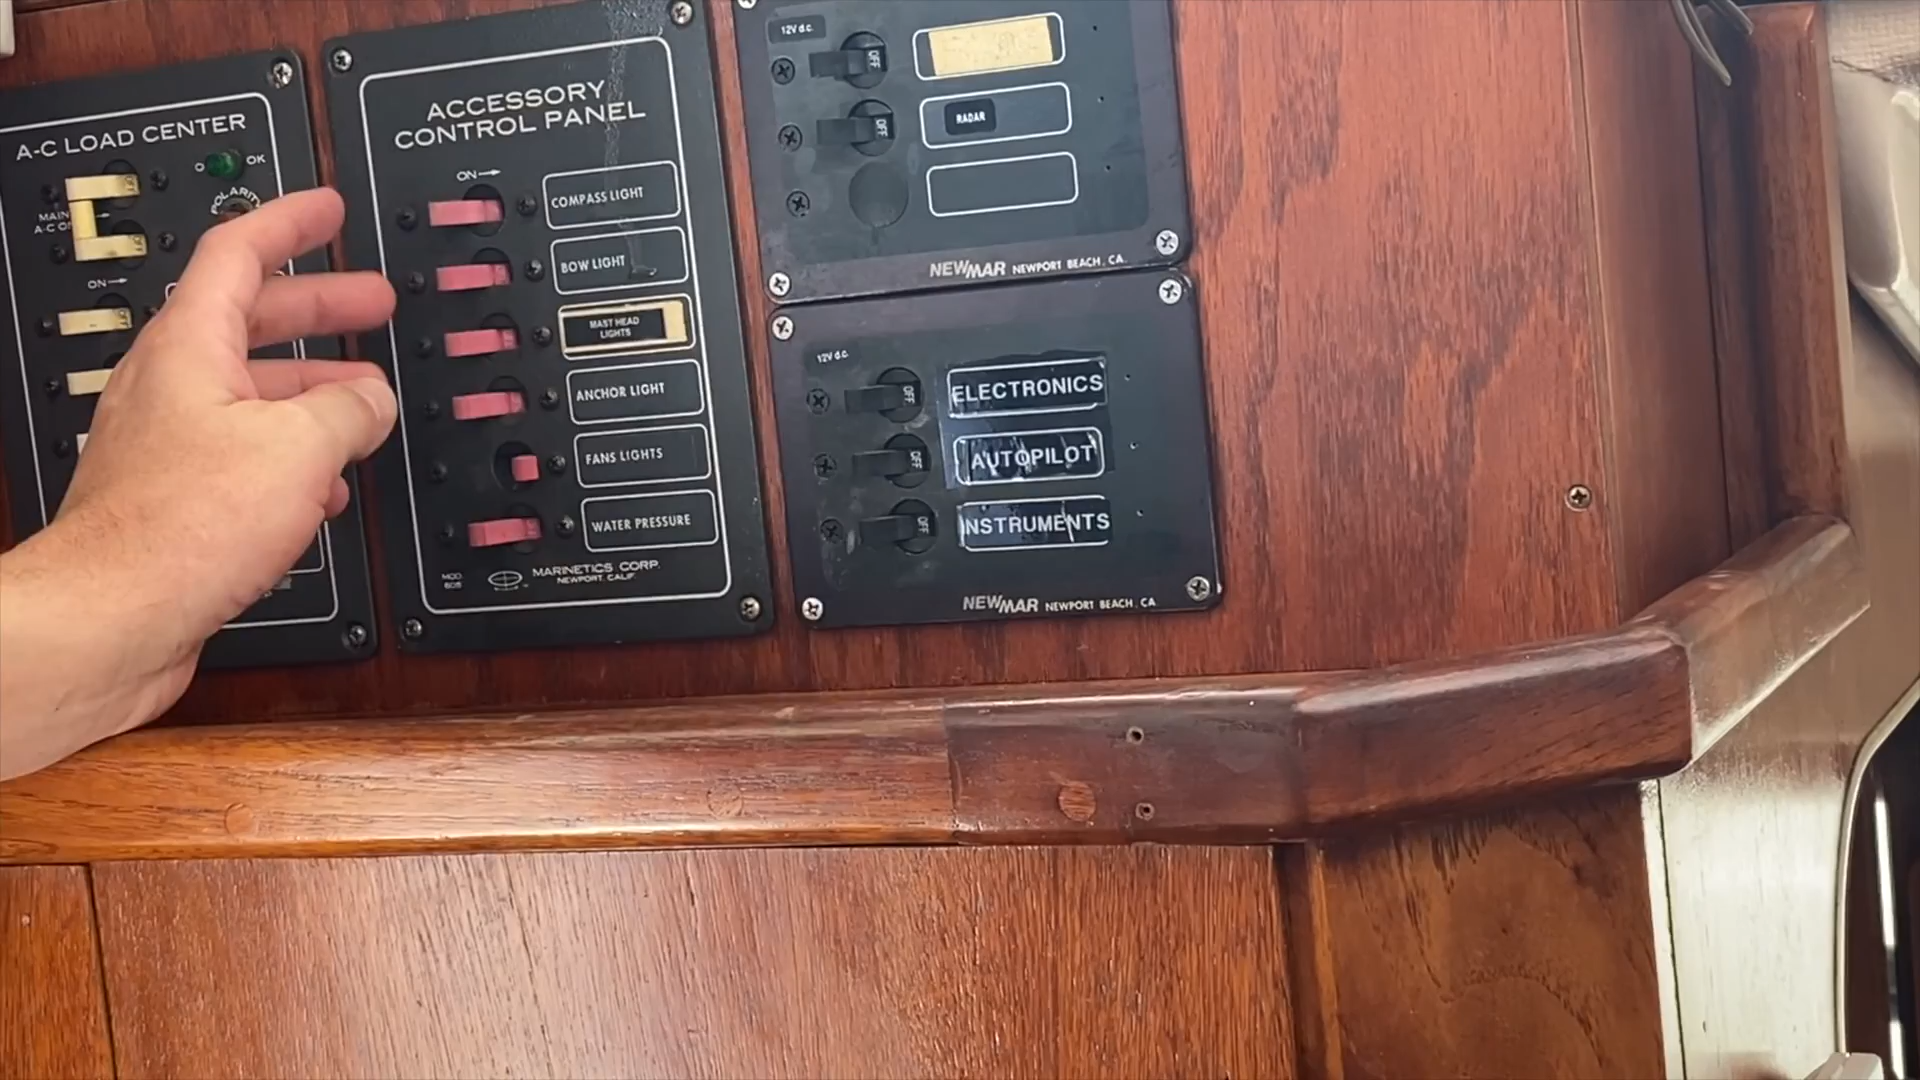 A-C LOAD CENTER
OK
POLARITY
MAIN
ON
ACCESSORY
CONTROL PANEL
ON
COMPASS LIGHT
BOW LIGHT
MAST HEAD
LIGHTS
ANCHOR LIGHT
FANS LIGHTS
WATER PRESSURE
MOD
MARINETICS CORP.
NEWPORT, CALIF.
12V d.c.
OFF
OFF
RADAR
NEWMAR NEWPORT BEACH, CA.
12V d.c.
OFF
ELECTRONICS
OFF
AUTOPILOT
OFF
INSTRUMENTS
NEWMAR NEWPORT BEACH, CA.